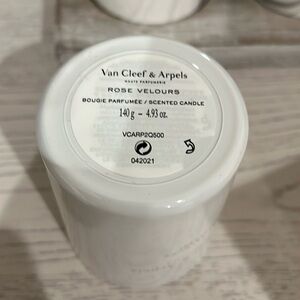 Van Cleef & Arpels
HAUTE PARFUMERIE
ROSE VELOURS
BOUGIE PARFUMÉE / SCENTED CANDLE
140 g – 4.93 oz.
VCARP2Q500
042021